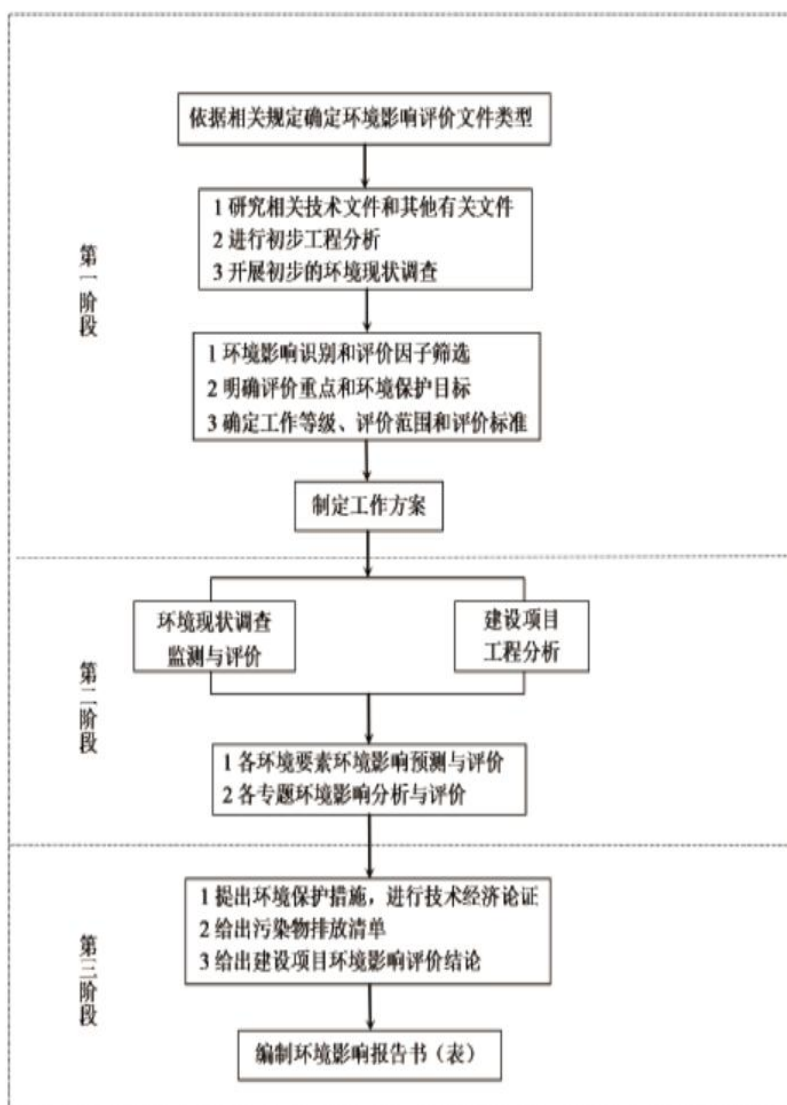 依据相关规定确定环境影响评价文件类型
1 研究相关技术文件和其他有关文件
2 进行初步工程分析
3 开展初步的环境现状调查
第一阶段
1 环境影响识别和评价因子筛选
2 明确评价重点和环境保护目标
3 确定工作等级、评价范围和评价标准
制定工作方案
环境现状调查
监测与评价
建设项目
工程分析
第二阶段
1 各环境要素环境影响预测与评价
2 各专题环境影响分析与评价
1 提出环境保护措施，进行技术经济论证
2 给出污染物排放清单
3 给出建设项目环境影响评价结论
第三阶段
编制环境影响报告书（表）